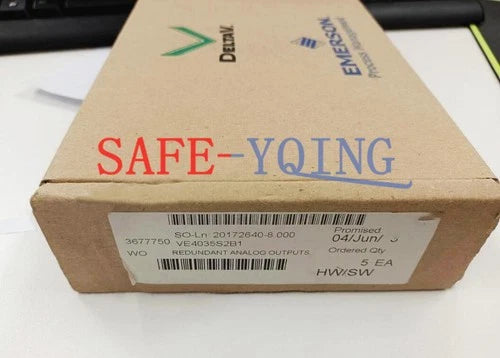 DELTAV
EMERSON.
Process Management
SAFE-YQING
SO-Ln: 20172640-8.000
Promised
3677750
VE4035S2B1
04/Jun/
Ordered Qty
WO
REDUNDANT ANALOG OUTPUTS,
5 EA
HW/SW